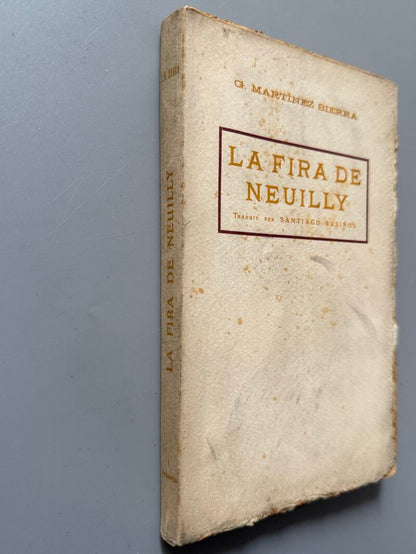 G. MARTÍNEZ SIERRA
LA FIRA DE
NEUILLY
TRADUIT PER SANTIAGO RUSIÑOL
LA FIRA DE NEUILLY